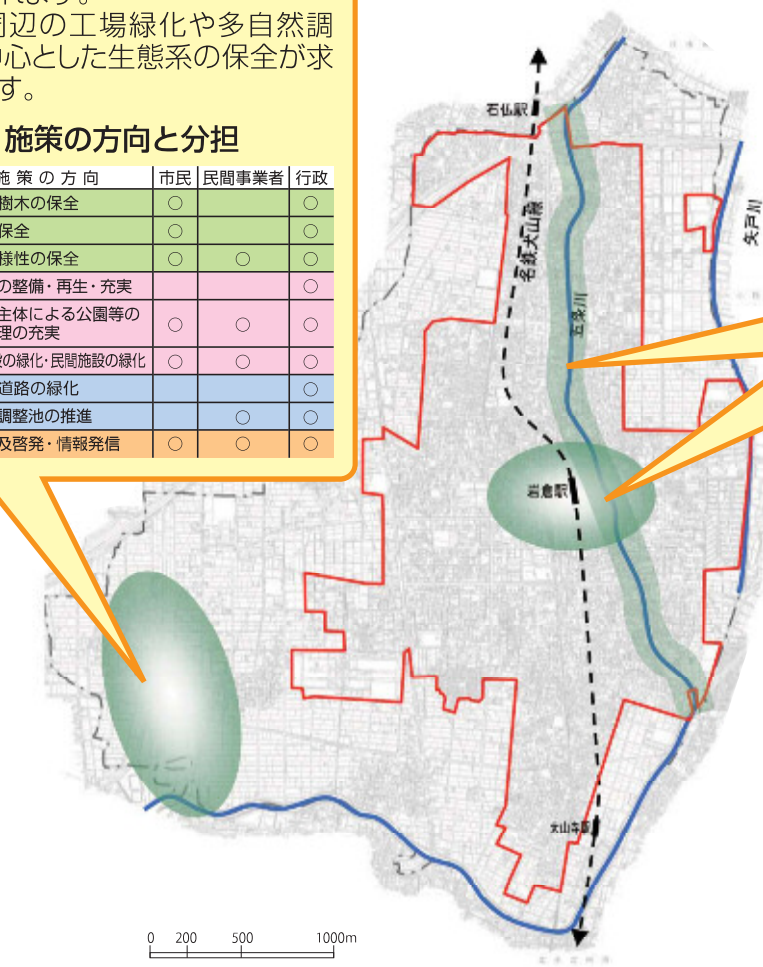 れます。
周辺の工場緑化や多自然調
中心とした生態系の保全が求
す。
施策の方向と分担
施策の方向 市民 民間事業者 行政
樹木の保全 ○ ○
保全 ○ ○
様性の保全 ○ ○ ○
の整備・再生・充実 ○
主体による公園等の
理の充実 ○ ○ ○
の緑化・民間施設の緑化 ○ ○ ○
道路の緑化 ○
調整池の推進 ○ ○
及啓発・情報発信 ○ ○ ○
石仏駅
名鉄犬山線
五条川
矢戸川
岩倉駅
大山寺駅
0 200 500 1000m